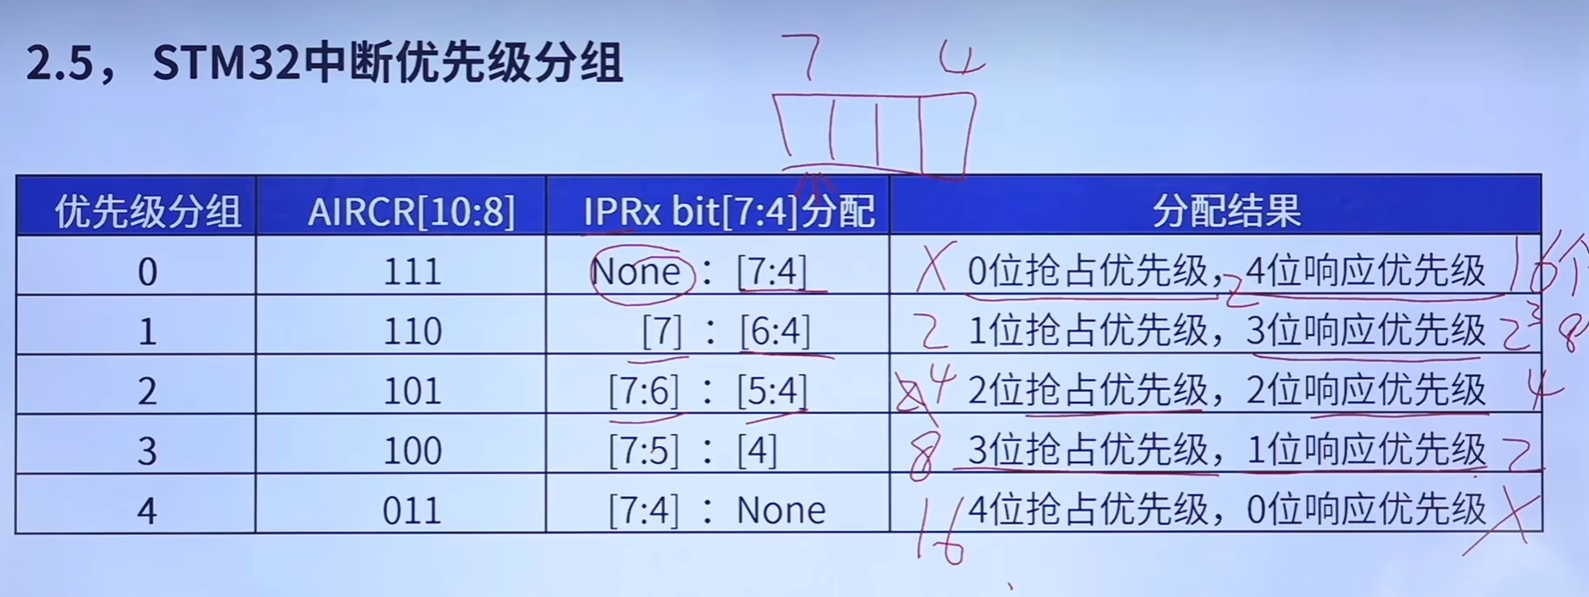 7 4
2.5， STM32中断优先级分组
优先级分组 AIRCR[10:8] IPRx bit[7:4]分配 分配结果
0 111 None : [7:4] X 0位抢占优先级，4位响应优先级 16个
1 110 [7] : [6:4] 2 1位抢占优先级，3位响应优先级 2³ 8
2 101 [7:6] : [5:4] 4 2位抢占优先级，2位响应优先级 4
3 100 [7:5] : [4] 8 3位抢占优先级，1位响应优先级 2
4 011 [7:4] : None 16 4位抢占优先级，0位响应优先级 X